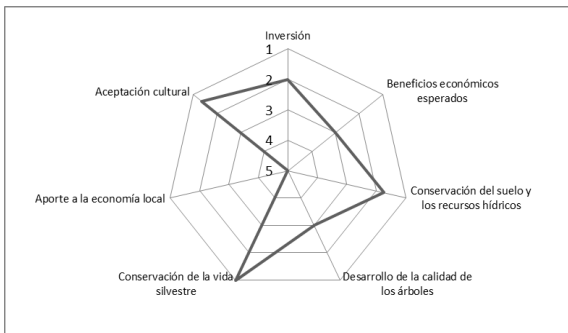 Inversión
1
2
3
4
5
Beneficios económicos
esperados
Conservación del suelo y
los recursos hídricos
Desarrollo de la calidad de
los árboles
Conservación de la vida
silvestre
Aporte a la economía local
Aceptación cultural